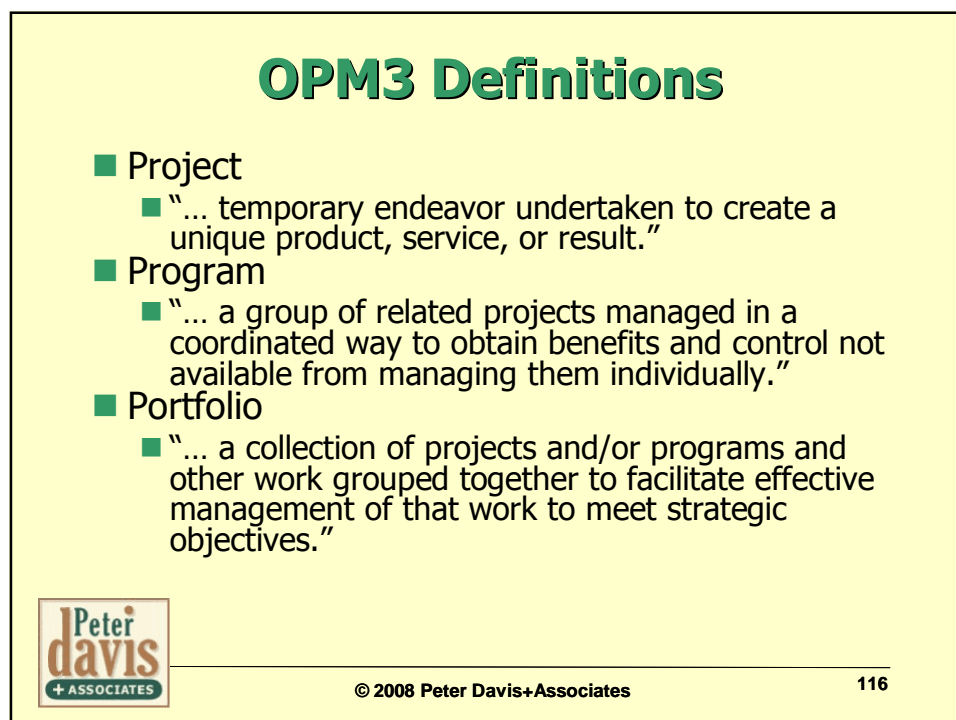 OPM3 Definitions
Project
“… temporary endeavor undertaken to create a
unique product, service, or result.”
Program
“… a group of related projects managed in a
coordinated way to obtain benefits and control not
available from managing them individually.”
Portfolio
“… a collection of projects and/or programs and
other work grouped together to facilitate effective
management of that work to meet strategic
objectives.”
Peter
davis
+ ASSOCIATES
© 2008 Peter Davis+Associates
116